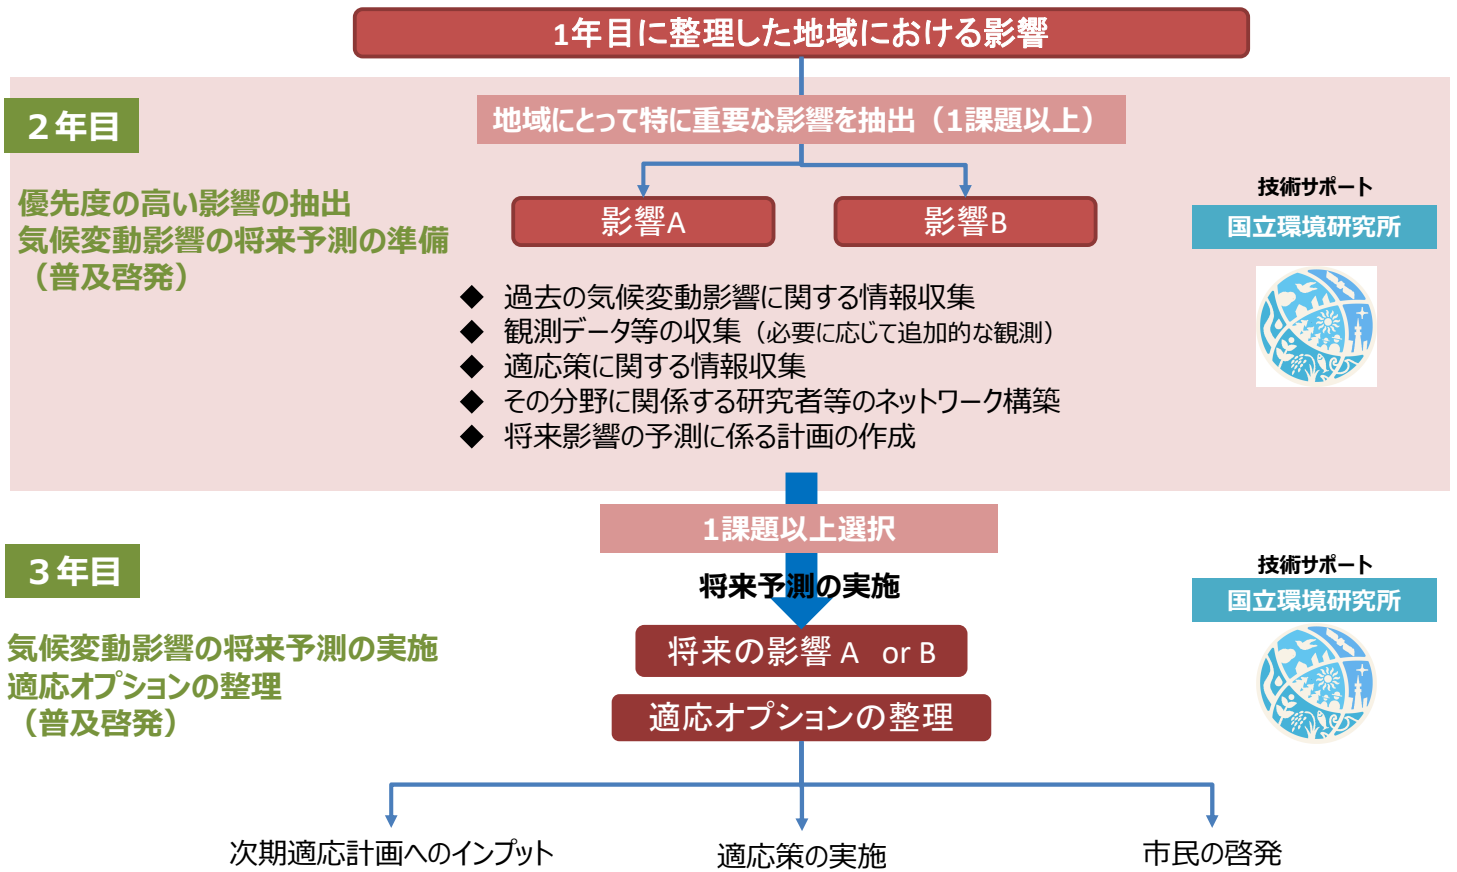 1年目に整理した地域における影響
２年目
地域にとって特に重要な影響を抽出（1課題以上）
優先度の高い影響の抽出
気候変動影響の将来予測の準備
（普及啓発）
影響A
影響B
技術サポート
国立環境研究所
◆ 過去の気候変動影響に関する情報収集
◆ 観測データ等の収集（必要に応じて追加的な観測）
◆ 適応策に関する情報収集
◆ その分野に関係する研究者等のネットワーク構築
◆ 将来影響の予測に係る計画の作成
1課題以上選択
３年目
将来予測の実施
技術サポート
国立環境研究所
気候変動影響の将来予測の実施
適応オプションの整理
（普及啓発）
将来の影響 A or B
適応オプションの整理
次期適応計画へのインプット
適応策の実施
市民の啓発